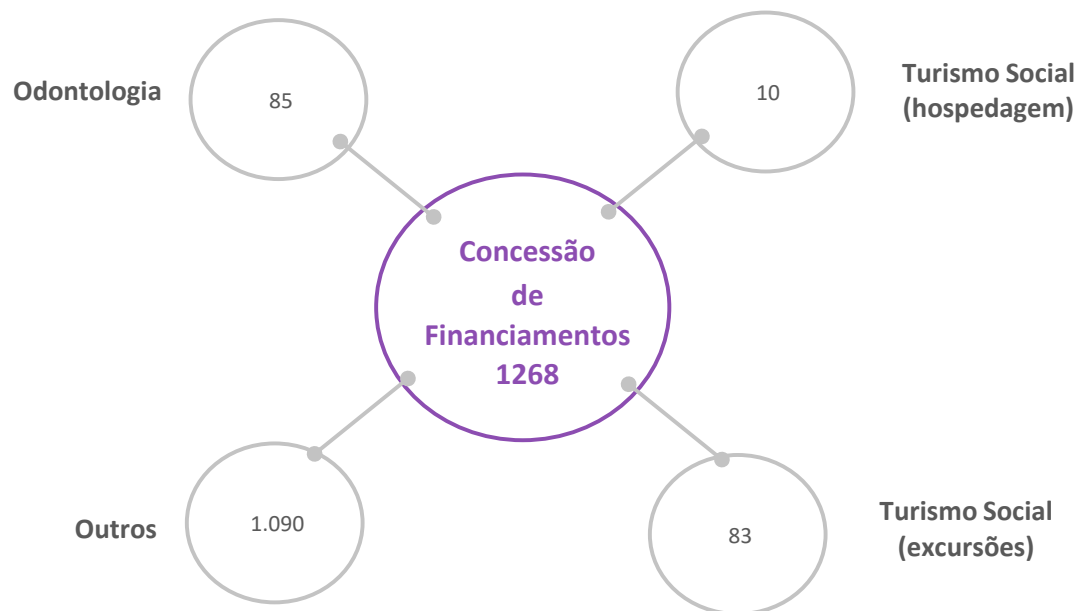 Odontologia
85
10
Turismo Social
(hospedagem)
Concessão
de
Financiamentos
1268
Outros
1.090
83
Turismo Social
(excursões)